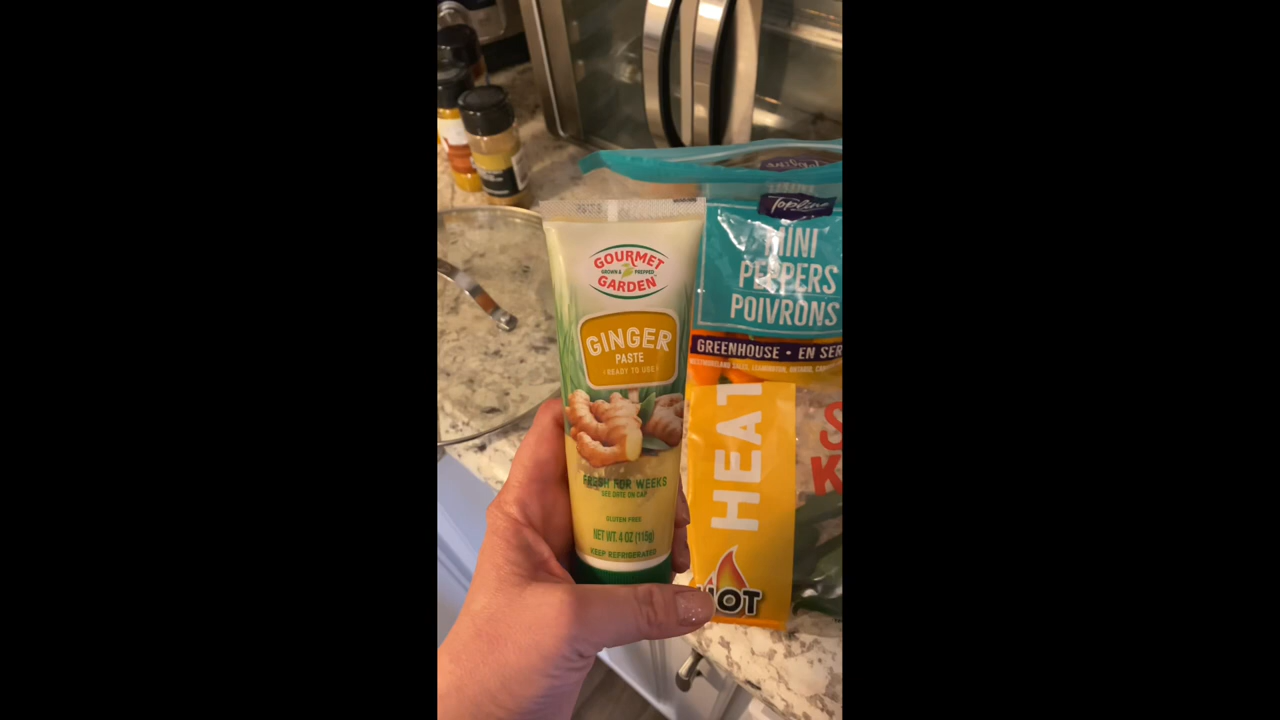 GOURMET
GROWN & PREPPED
GARDEN
GINGER
PASTE
READY TO USE
FRESH FOR WEEKS
SEE DATE ON CAP
GLUTEN FREE
NET WT. 4 OZ (115g)
KEEP REFRIGERATED
Topline
MINI
PEPPERS
POIVRONS
GREENHOUSE • EN SER
HEAT
HOT
S
K